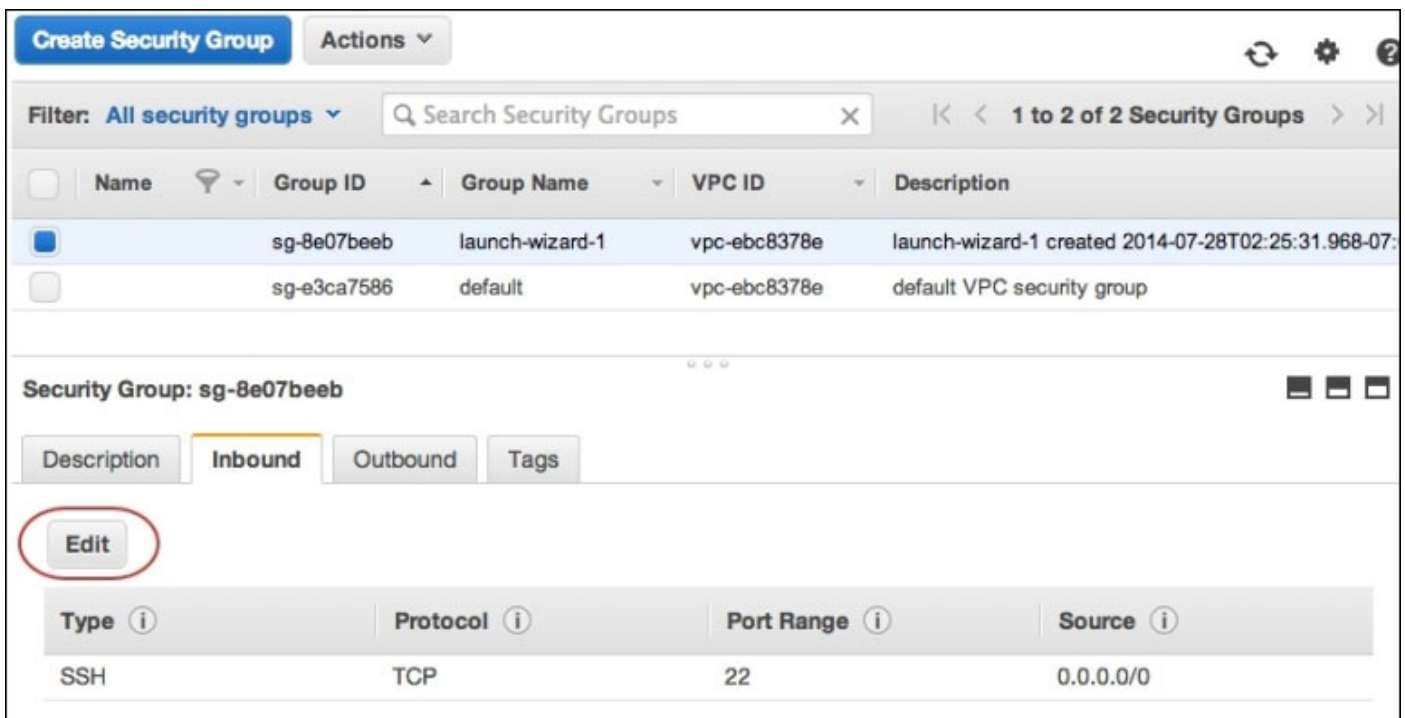 Create Security Group Actions
Filter: All security groups Search Security Groups 1 to 2 of 2 Security Groups
Name Group ID Group Name VPC ID Description
sg-8e07beeb launch-wizard-1 vpc-ebc8378e launch-wizard-1 created 2014-07-28T02:25:31.968-07:
sg-e3ca7586 default vpc-ebc8378e default VPC security group
Security Group: sg-8e07beeb
Description Inbound Outbound Tags
Edit
Type Protocol Port Range Source
SSH TCP 22 0.0.0.0/0